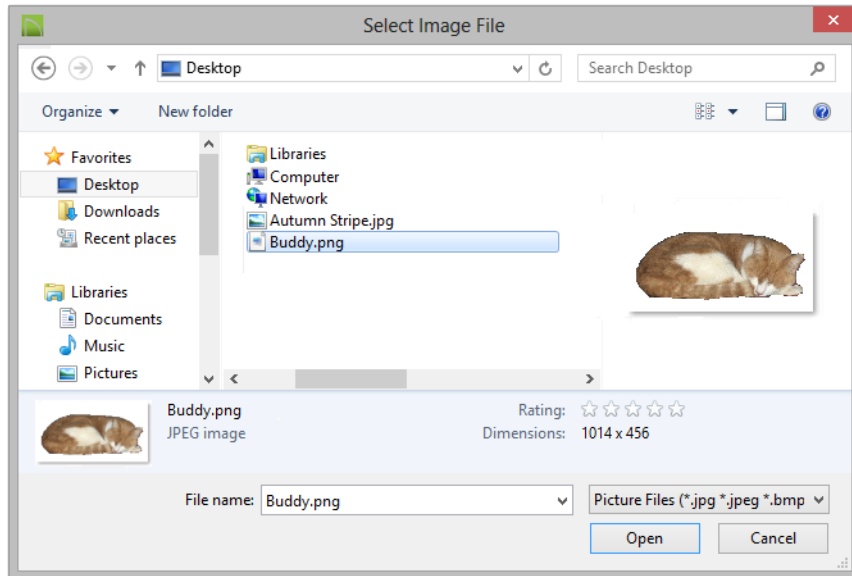 Select Image File
Desktop
Search Desktop
Organize
New folder
Favorites
Desktop
Downloads
Recent places
Libraries
Documents
Music
Pictures
Libraries
Computer
Network
Autumn Stripe.jpg
Buddy.png
Buddy.png
JPEG image
Rating:
Dimensions: 1014 x 456
File name: Buddy.png
Picture Files (*.jpg *.jpeg *.bmp
Open
Cancel